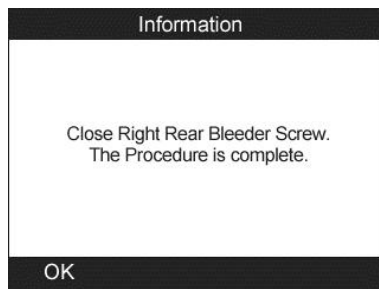 Information
Close Right Rear Bleeder Screw.
The Procedure is complete.
OK